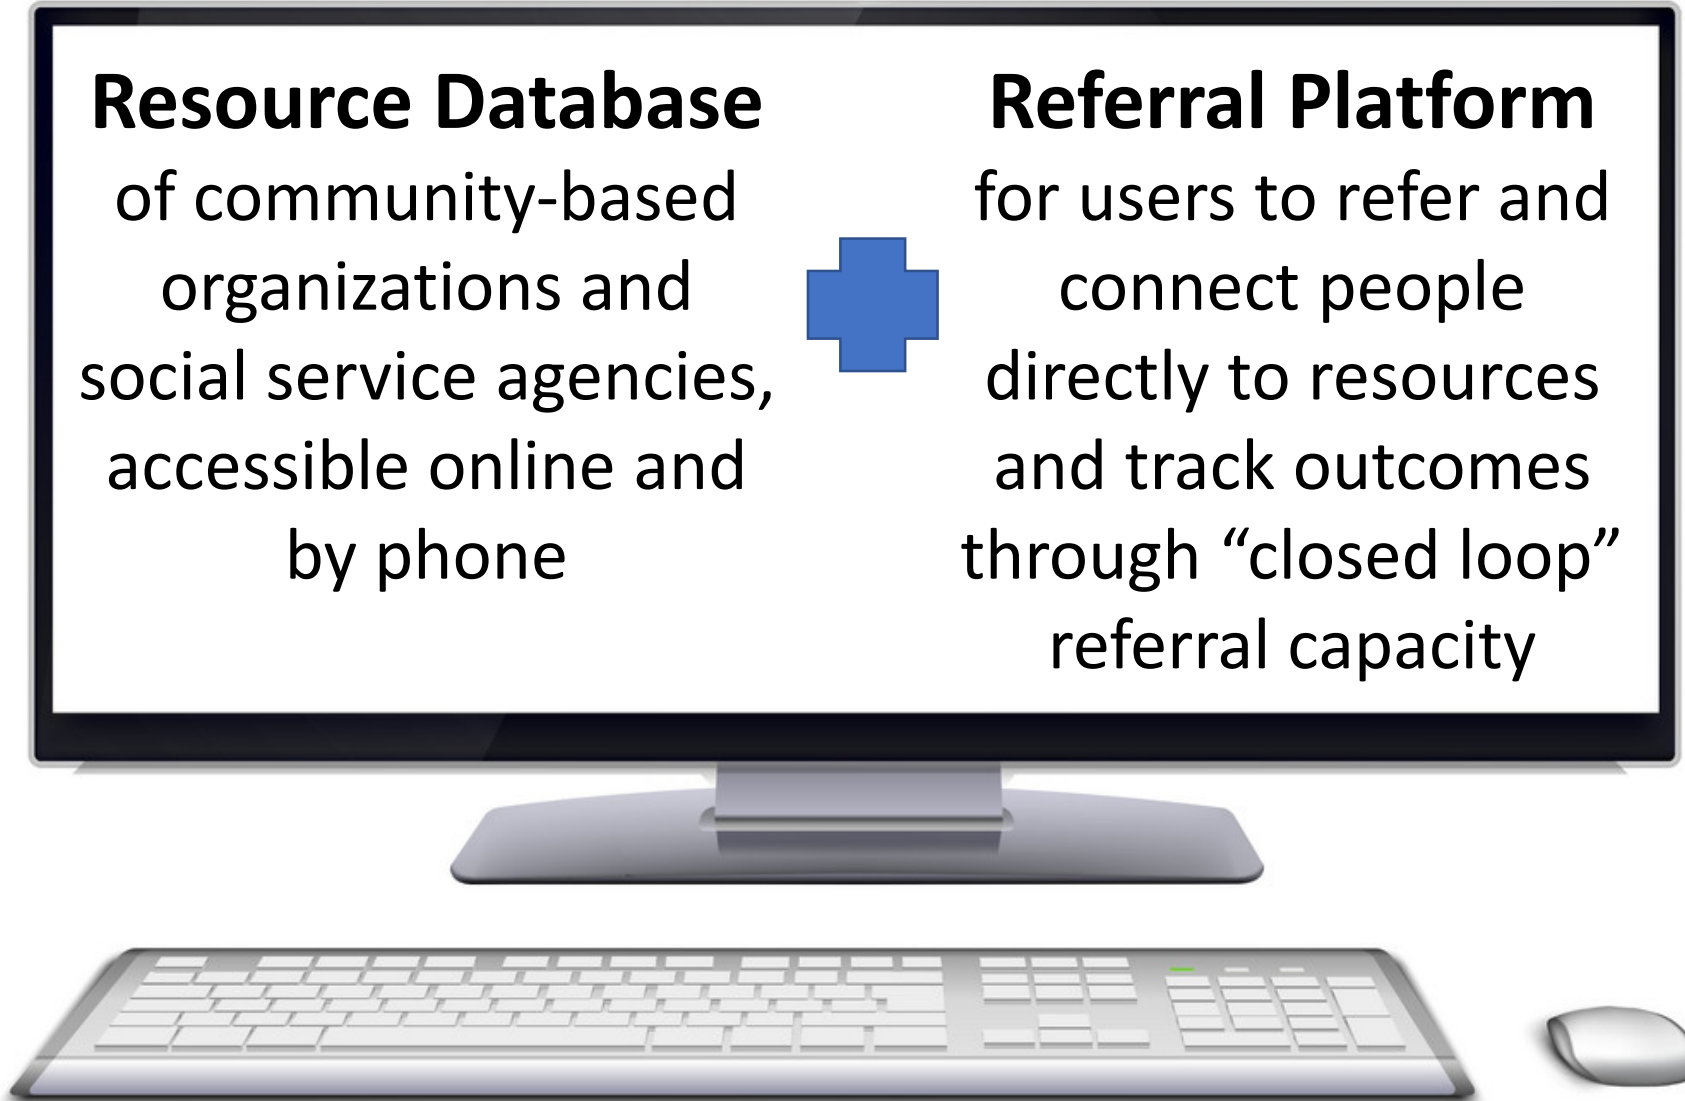 Resource Database
of community-based
organizations and
social service agencies,
accessible online and
by phone
Referral Platform
for users to refer and
connect people
directly to resources
and track outcomes
through “closed loop”
referral capacity